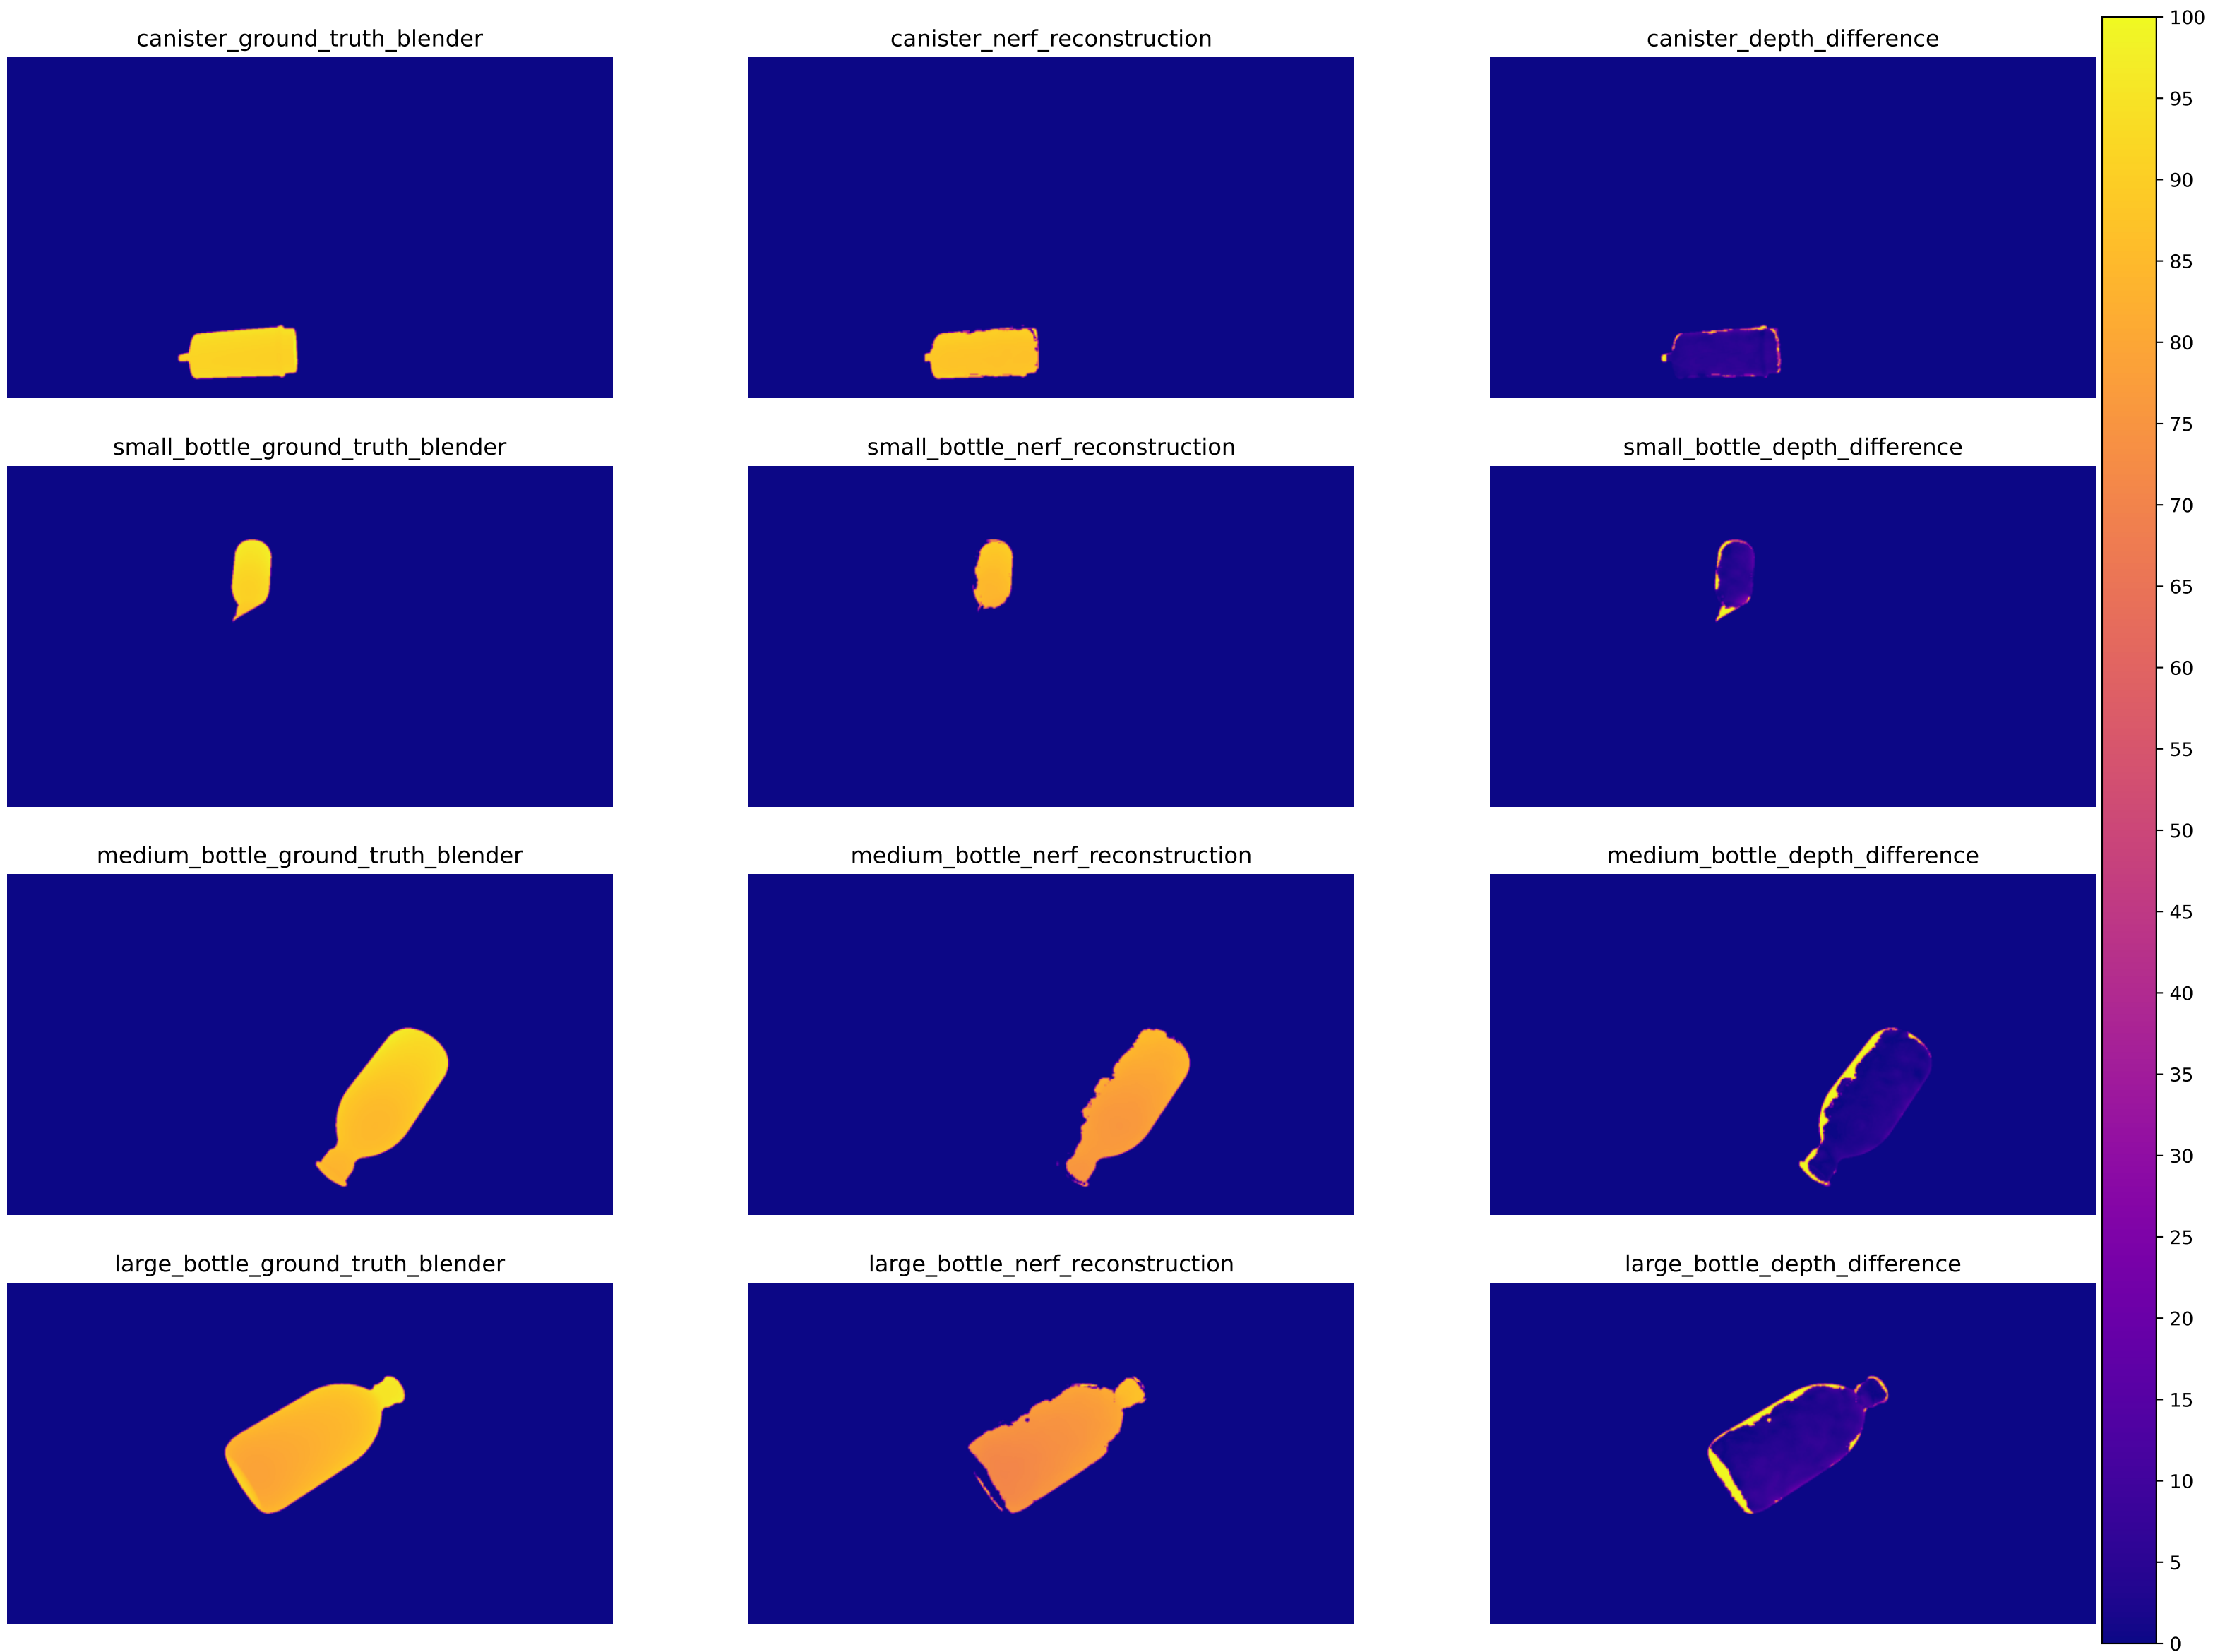 canister_ground_truth_blender
canister_nerf_reconstruction
canister_depth_difference
small_bottle_ground_truth_blender
small_bottle_nerf_reconstruction
small_bottle_depth_difference
medium_bottle_ground_truth_blender
medium_bottle_nerf_reconstruction
medium_bottle_depth_difference
large_bottle_ground_truth_blender
large_bottle_nerf_reconstruction
large_bottle_depth_difference
100
95
90
85
80
75
70
65
60
55
50
45
40
35
30
25
20
15
10
5
0